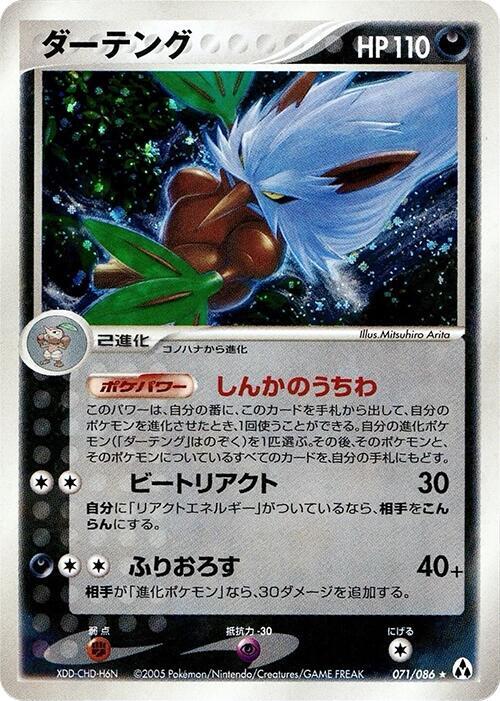 ダーテング HP110
Illus.Mitsuhiro Arita
2進化 コノハナから進化
ポケパワー しんかのうちわ
このパワーは、自分の番に、このカードを手札から出して、自分の
ポケモンを進化させたとき、1回使うことができる。自分の進化ポケ
モン(「ダーテング」はのぞく)を1匹選ぶ。その後、そのポケモンと、
そのポケモンについているすべてのカードを、自分の手札にもどす。
ビートリアクト 30
自分に「リアクトエネルギー」がついているなら、相手をこん
らんにする。
ふりおろす 40+
相手が「進化ポケモン」なら、30ダメージを追加する。
弱点 抵抗力 -30 にげる
XDD-CHD-H6N ©2005 Pokémon/Nintendo/Creatures/GAME FREAK 071/086 ★